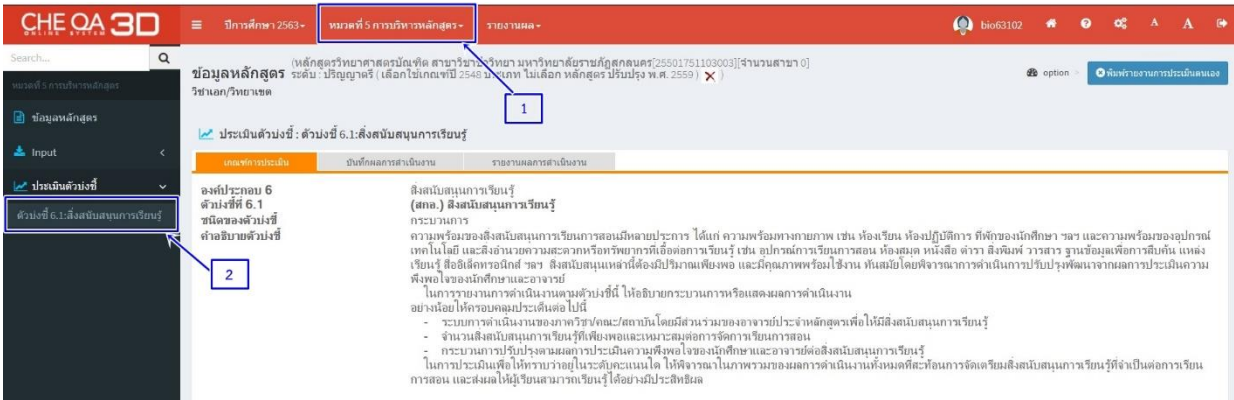 CHE QA 3D
ONLINE SYSTEM
ปีการศึกษา 2563
หมวดที่ 5 การบริหารหลักสูตร
รายงานผล
bio63102
A
A
Search...
หมวดที่ 5 การบริหารหลักสูตร
ข้อมูลหลักสูตร
Input
ประเมินตัวบ่งชี้
ตัวบ่งชี้ 6.1:สิ่งสนับสนุนการเรียนรู้
ข้อมูลหลักสูตร (หลักสูตรวิทยาศาสตรบัณฑิต สาขาวิชาชีววิทยา มหาวิทยาลัยราชภัฏสกลนคร[25501751103003][จำนวนสาขา 0]
ระดับ : ปริญญาตรี ( เลือกใช้เกณฑ์ปี 2548 ประเภท ไม่เลือก หลักสูตร ปรับปรุง พ.ศ. 2559 ) )
วิชาเอก/วิทยาเขต
option
พิมพ์รายงานการประเมินตนเอง
1
ประเมินตัวบ่งชี้ : ตัวบ่งชี้ 6.1:สิ่งสนับสนุนการเรียนรู้
เกณฑ์การประเมิน
บันทึกผลการดำเนินงาน
รายงานผลการดำเนินงาน
องค์ประกอบ 6 สิ่งสนับสนุนการเรียนรู้
ตัวบ่งชี้ที่ 6.1 (สกอ.) สิ่งสนับสนุนการเรียนรู้
ชนิดของตัวบ่งชี้ กระบวนการ
คำอธิบายตัวบ่งชี้ ความพร้อมของสิ่งสนับสนุนการเรียนการสอนมีหลายประการ ได้แก่ ความพร้อมทางกายภาพ เช่น ห้องเรียน ห้องปฏิบัติการ ที่พักของนักศึกษา ฯลฯ และความพร้อมของอุปกรณ์
เทคโนโลยี และสิ่งอำนวยความสะดวกหรือทรัพยากรที่เอื้อต่อการเรียนรู้ เช่น อุปกรณ์การเรียนการสอน ห้องสมุด หนังสือ ตำรา สิ่งพิมพ์ วารสาร ฐานข้อมูลเพื่อการสืบค้น แหล่ง
เรียนรู้ สื่ออิเล็คทรอนิกส์ ฯลฯ สิ่งสนับสนุนเหล่านี้ต้องมีปริมาณเพียงพอ และมีคุณภาพพร้อมใช้งาน ทันสมัยโดยพิจารณาการดำเนินการปรับปรุงพัฒนาจากผลการประเมินความ
พึงพอใจของนักศึกษาและอาจารย์
ในการรายงานการดำเนินงานตามตัวบ่งชี้นี้ ให้อธิบายกระบวนการหรือแสดงผลการดำเนินงาน
อย่างน้อยให้ครอบคลุมประเด็นต่อไปนี้
- ระบบการดำเนินงานของภาควิชา/คณะ/สถาบันโดยมีส่วนร่วมของอาจารย์ประจำหลักสูตรเพื่อให้มีสิ่งสนับสนุนการเรียนรู้
- จำนวนสิ่งสนับสนุนการเรียนรู้ที่เพียงพอและเหมาะสมต่อการจัดการเรียนการสอน
- กระบวนการปรับปรุงตามผลการประเมินความพึงพอใจของนักศึกษาและอาจารย์ต่อสิ่งสนับสนุนการเรียนรู้
ในการประเมินเพื่อให้ทราบว่าอยู่ในระดับคะแนนใด ให้พิจารณาในภาพรวมของผลการดำเนินงานทั้งหมดที่สะท้อนการจัดเตรียมสิ่งสนับสนุนการเรียนรู้ที่จำเป็นต่อการเรียน
การสอน และส่งผลให้ผู้เรียนสามารถเรียนรู้ได้อย่างมีประสิทธิผล
2